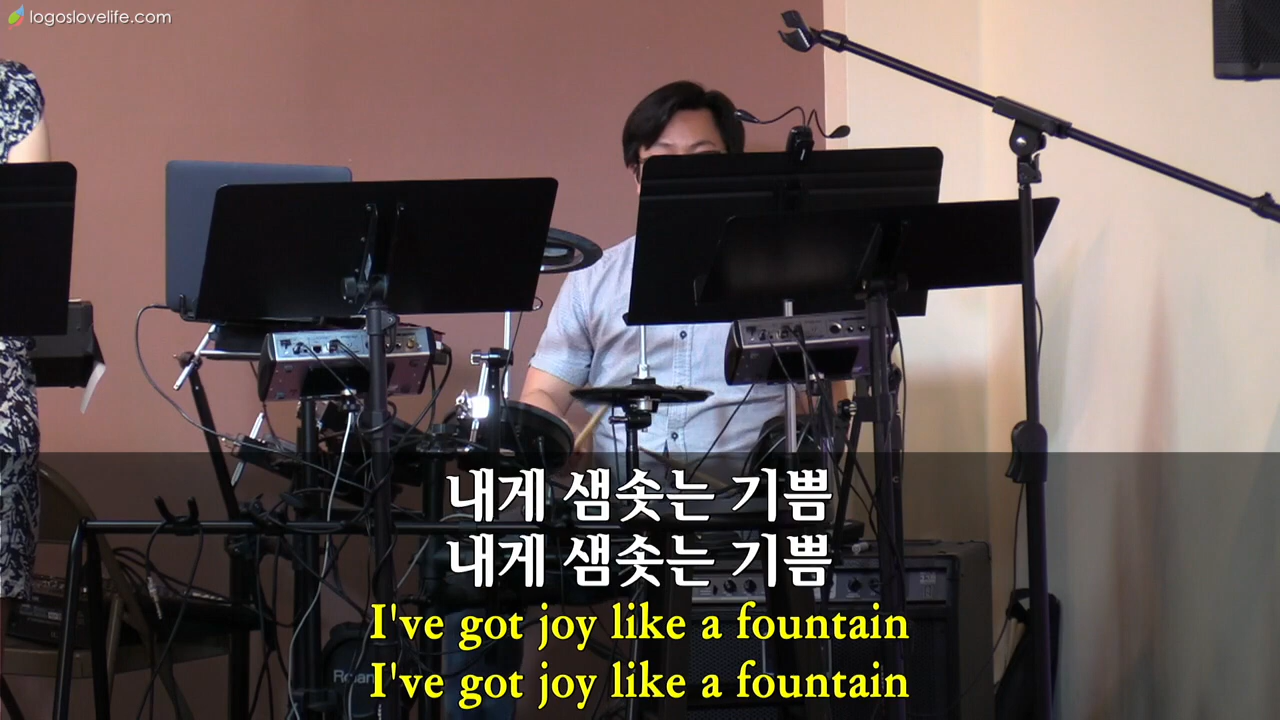 logoslovelife.com
내게 샘솟는 기쁨
내게 샘솟는 기쁨
I've got joy like a fountain
I've got joy like a fountain
Roland